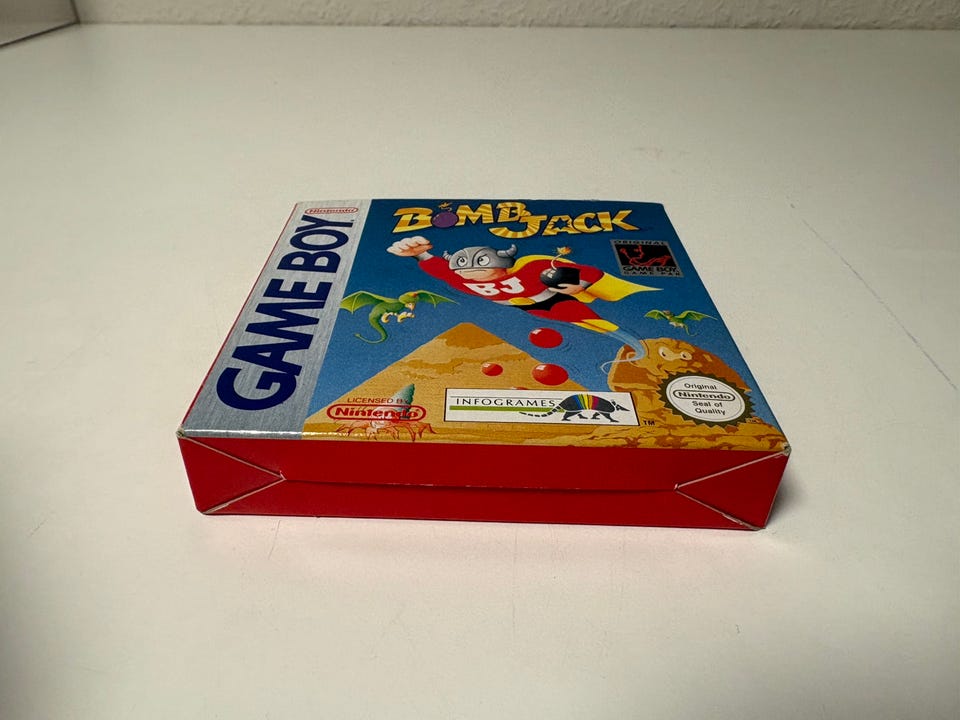 Nintendo
GAME BOY
BOMB JACK
BJ
ORIGINAL
GAME BOY
GAME PAK
LICENSED BY
Nintendo
INFOGRAMES
TM
Original
Nintendo
Seal of
Quality